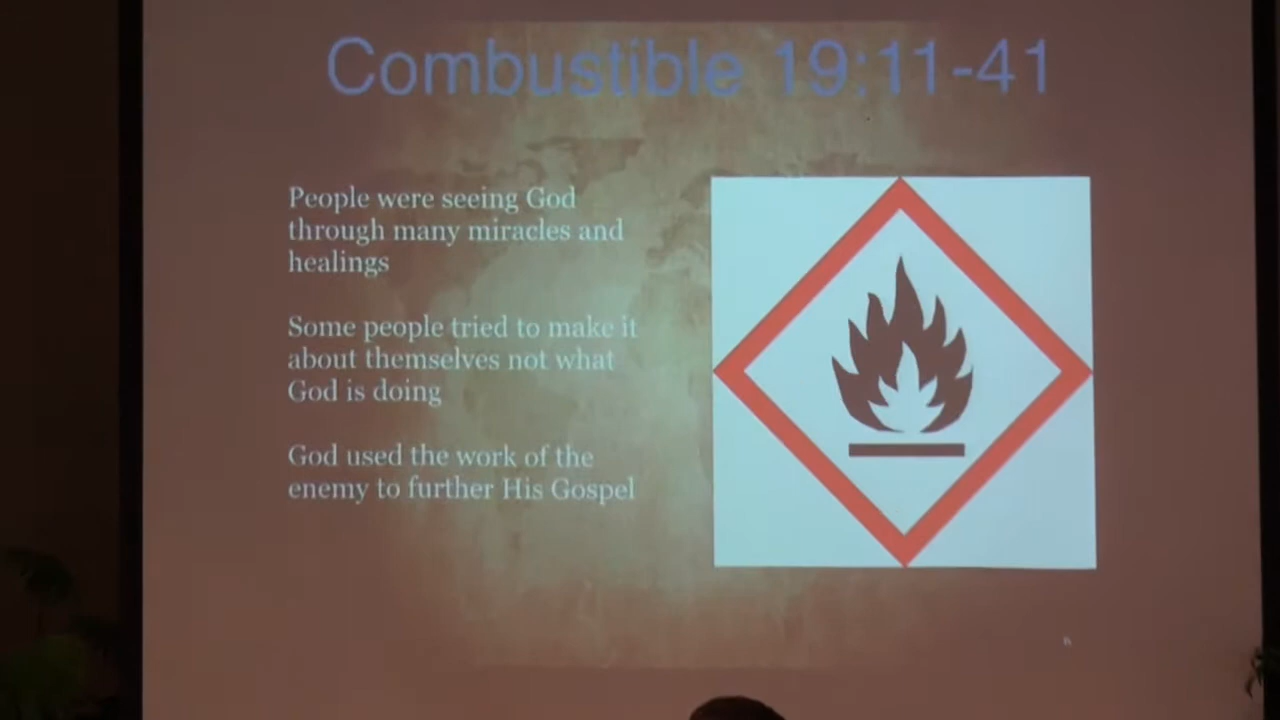 Combustible 19:11-41
People were seeing God
through many miracles and
healings
Some people tried to make it
about themselves not what
God is doing
God used the work of the
enemy to further His Gospel